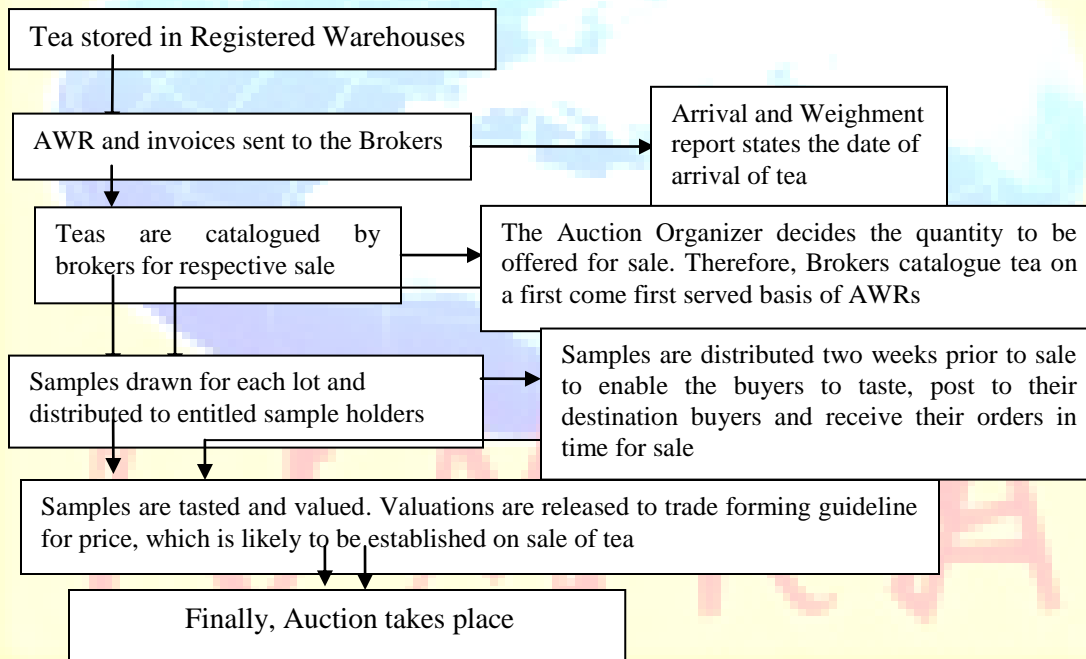 Tea stored in Registered Warehouses
AWR and invoices sent to the Brokers
Arrival and Weighment
report states the date of
arrival of tea
Teas are catalogued by
brokers for respective sale
The Auction Organizer decides the quantity to be
offered for sale. Therefore, Brokers catalogue tea on
a first come first served basis of AWRs
Samples drawn for each lot and
distributed to entitled sample holders
Samples are distributed two weeks prior to sale
to enable the buyers to taste, post to their
destination buyers and receive their orders in
time for sale
Samples are tasted and valued. Valuations are released to trade forming guideline
for price, which is likely to be established on sale of tea
Finally, Auction takes place